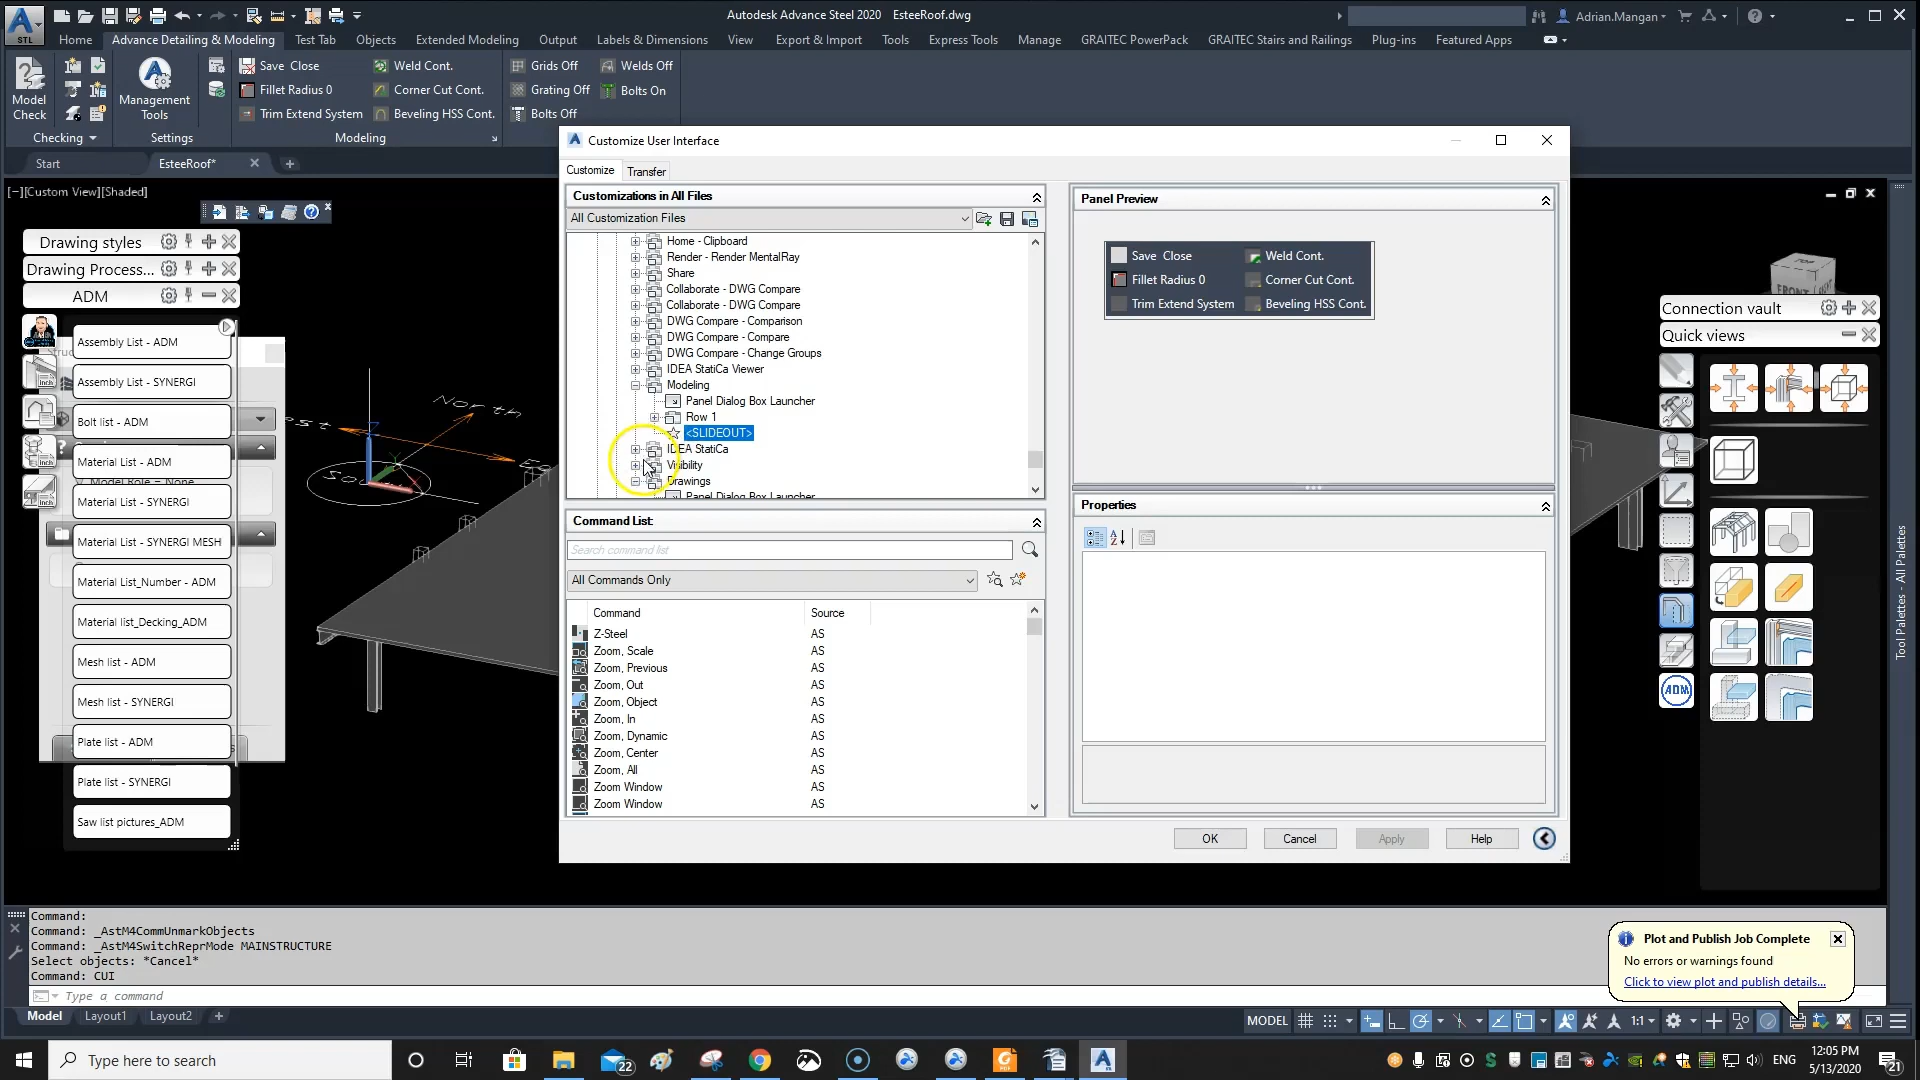 Autodesk Advance Steel 2020 EsteeRoof.dwg
Adrian.Mangan
STL
Home
Advance Detailing & Modeling
Test Tab
Objects
Extended Modeling
Output
Labels & Dimensions
View
Export & Import
Tools
Express Tools
Manage
GRAITEC PowerPack
GRAITEC Stairs and Railings
Plug-ins
Featured Apps
Model
Check
Checking
Management
Tools
Settings
Save Close
Fillet Radius 0
Trim Extend System
Weld Cont.
Corner Cut Cont.
Beveling HSS Cont.
Modeling
Grids Off
Grating Off
Bolts Off
Welds Off
Bolts On
Start
EsteeRoof*
[−][Custom View][Shaded]
Drawing styles
Drawing Process...
ADM
Assembly List - ADM
Assembly List - SYNERGI
Bolt list - ADM
Material List - ADM
Material List - SYNERGI
Material List - SYNERGI MESH
Material List_Number - ADM
Material list_Decking_ADM
Mesh list - ADM
Mesh list - SYNERGI
Plate list - ADM
Plate list - SYNERGI
Saw list pictures_ADM
North
Customize User Interface
Customize
Transfer
Customizations in All Files
All Customization Files
Home - Clipboard
Render - Render MentalRay
Share
Collaborate - DWG Compare
Collaborate - DWG Compare
DWG Compare - Comparison
DWG Compare - Compare
DWG Compare - Change Groups
IDEA StatiCa Viewer
Modeling
Panel Dialog Box Launcher
Row 1
<SLIDEOUT>
IDEA StatiCa
Visibility
Drawings
Panel Dialog Box Launcher
Command List:
Search command list
All Commands Only
Command Source
Z-Steel AS
Zoom, Scale AS
Zoom, Previous AS
Zoom, Out AS
Zoom, Object AS
Zoom, In AS
Zoom, Dynamic AS
Zoom, Center AS
Zoom, All AS
Zoom Window AS
Zoom Window AS
Panel Preview
Save Close
Weld Cont.
Fillet Radius 0
Corner Cut Cont.
Trim Extend System
Beveling HSS Cont.
Properties
OK
Cancel
Apply
Help
TOP
Connection vault
Quick views
ADM
Tool Palettes - All Palettes
Command:
Command: _AstM4CommUnmarkObjects
Command: _AstM4SwitchReprMode MAINSTRUCTURE
Select objects: *Cancel*
Command: CUI
Type a command
Plot and Publish Job Complete
No errors or warnings found
Click to view plot and publish details...
Model
Layout1
Layout2
MODEL
1:1
Type here to search
22
ENG
12:05 PM
5/13/2020
21